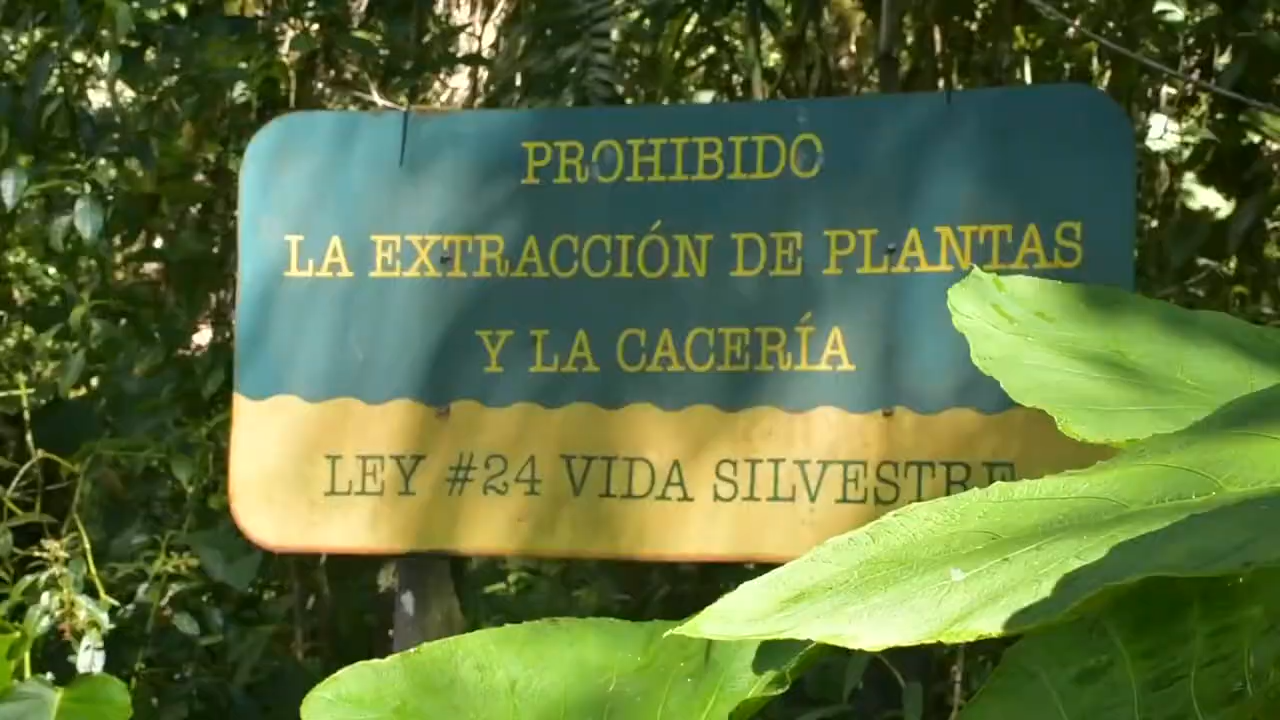 PROHIBIDO
LA EXTRACCIÓN DE PLANTAS
Y LA CACERÍA
LEY #24 VIDA SILVESTRE